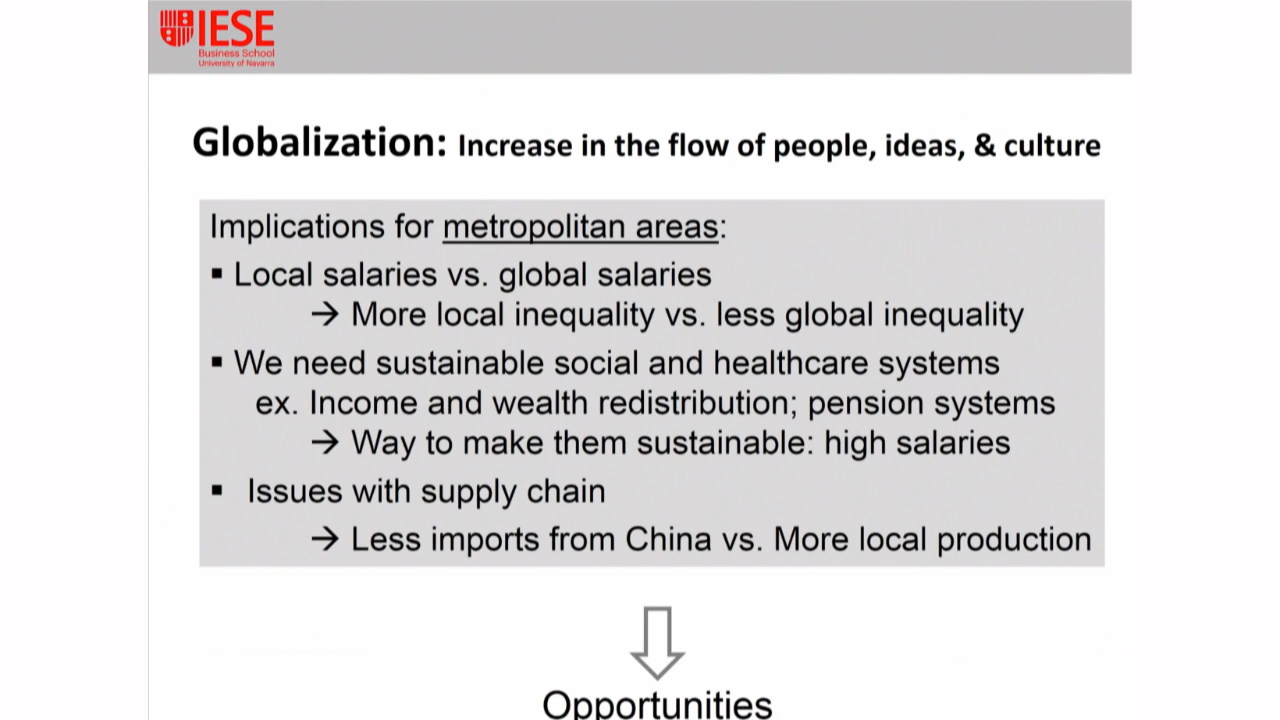 IESE
Business School
University of Navarra
Globalization: Increase in the flow of people, ideas, & culture
Implications for metropolitan areas:
▪ Local salaries vs. global salaries
→ More local inequality vs. less global inequality
▪ We need sustainable social and healthcare systems
ex. Income and wealth redistribution; pension systems
→ Way to make them sustainable: high salaries
▪ Issues with supply chain
→ Less imports from China vs. More local production
Opportunities